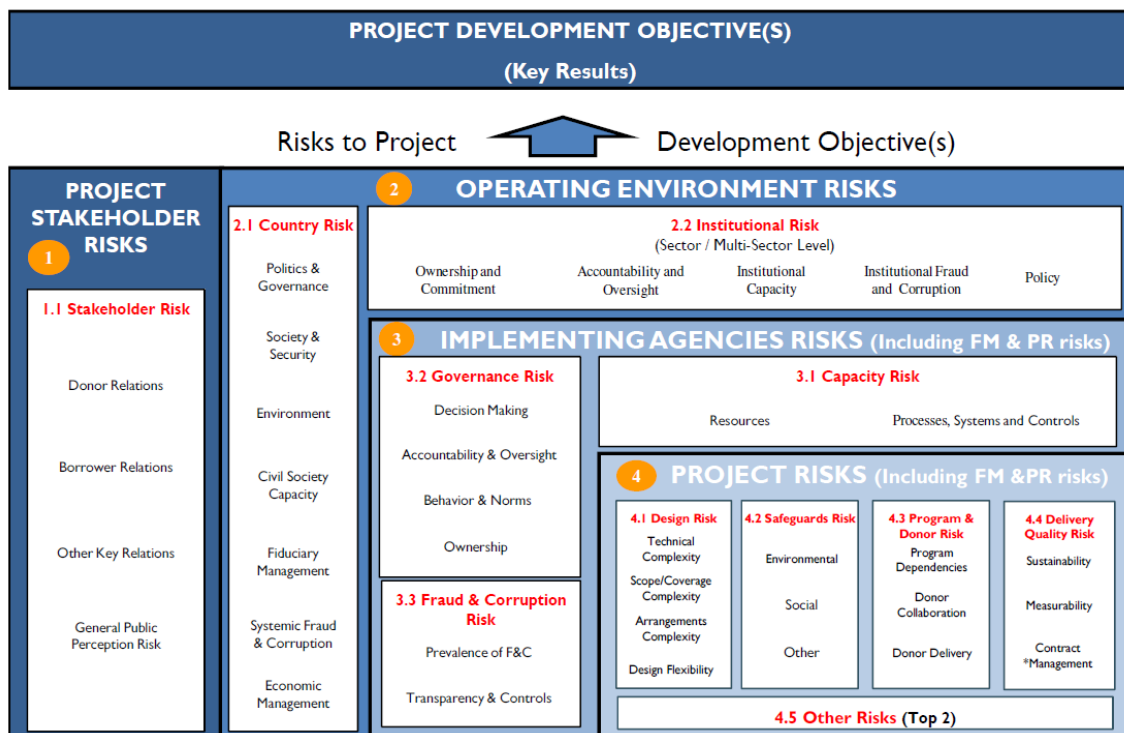 PROJECT DEVELOPMENT OBJECTIVE(S)
(Key Results)
Risks to Project
Development Objective(s)
PROJECT
STAKEHOLDER
RISKS
1
1.1 Stakeholder Risk
Donor Relations
Borrower Relations
Other Key Relations
General Public
Perception Risk
2
OPERATING ENVIRONMENT RISKS
2.1 Country Risk
Politics &
Governance
Society &
Security
Environment
Civil Society
Capacity
Fiduciary
Management
Systemic Fraud
& Corruption
Economic
Management
2.2 Institutional Risk
(Sector / Multi-Sector Level)
Ownership and
Commitment
Accountability and
Oversight
Institutional
Capacity
Institutional Fraud
and Corruption
Policy
3
IMPLEMENTING AGENCIES RISKS (Including FM & PR risks)
3.2 Governance Risk
Decision Making
Accountability & Oversight
Behavior & Norms
Ownership
3.3 Fraud & Corruption
Risk
Prevalence of F&C
Transparency & Controls
3.1 Capacity Risk
Resources
Processes, Systems and Controls
4
PROJECT RISKS (Including FM &PR risks)
4.1 Design Risk
Technical
Complexity
Scope/Coverage
Complexity
Arrangements
Complexity
Design Flexibility
4.2 Safeguards Risk
Environmental
Social
Other
4.3 Program &
Donor Risk
Program
Dependencies
Donor
Collaboration
Donor Delivery
4.4 Delivery
Quality Risk
Sustainability
Measurability
Contract
*Management
4.5 Other Risks (Top 2)